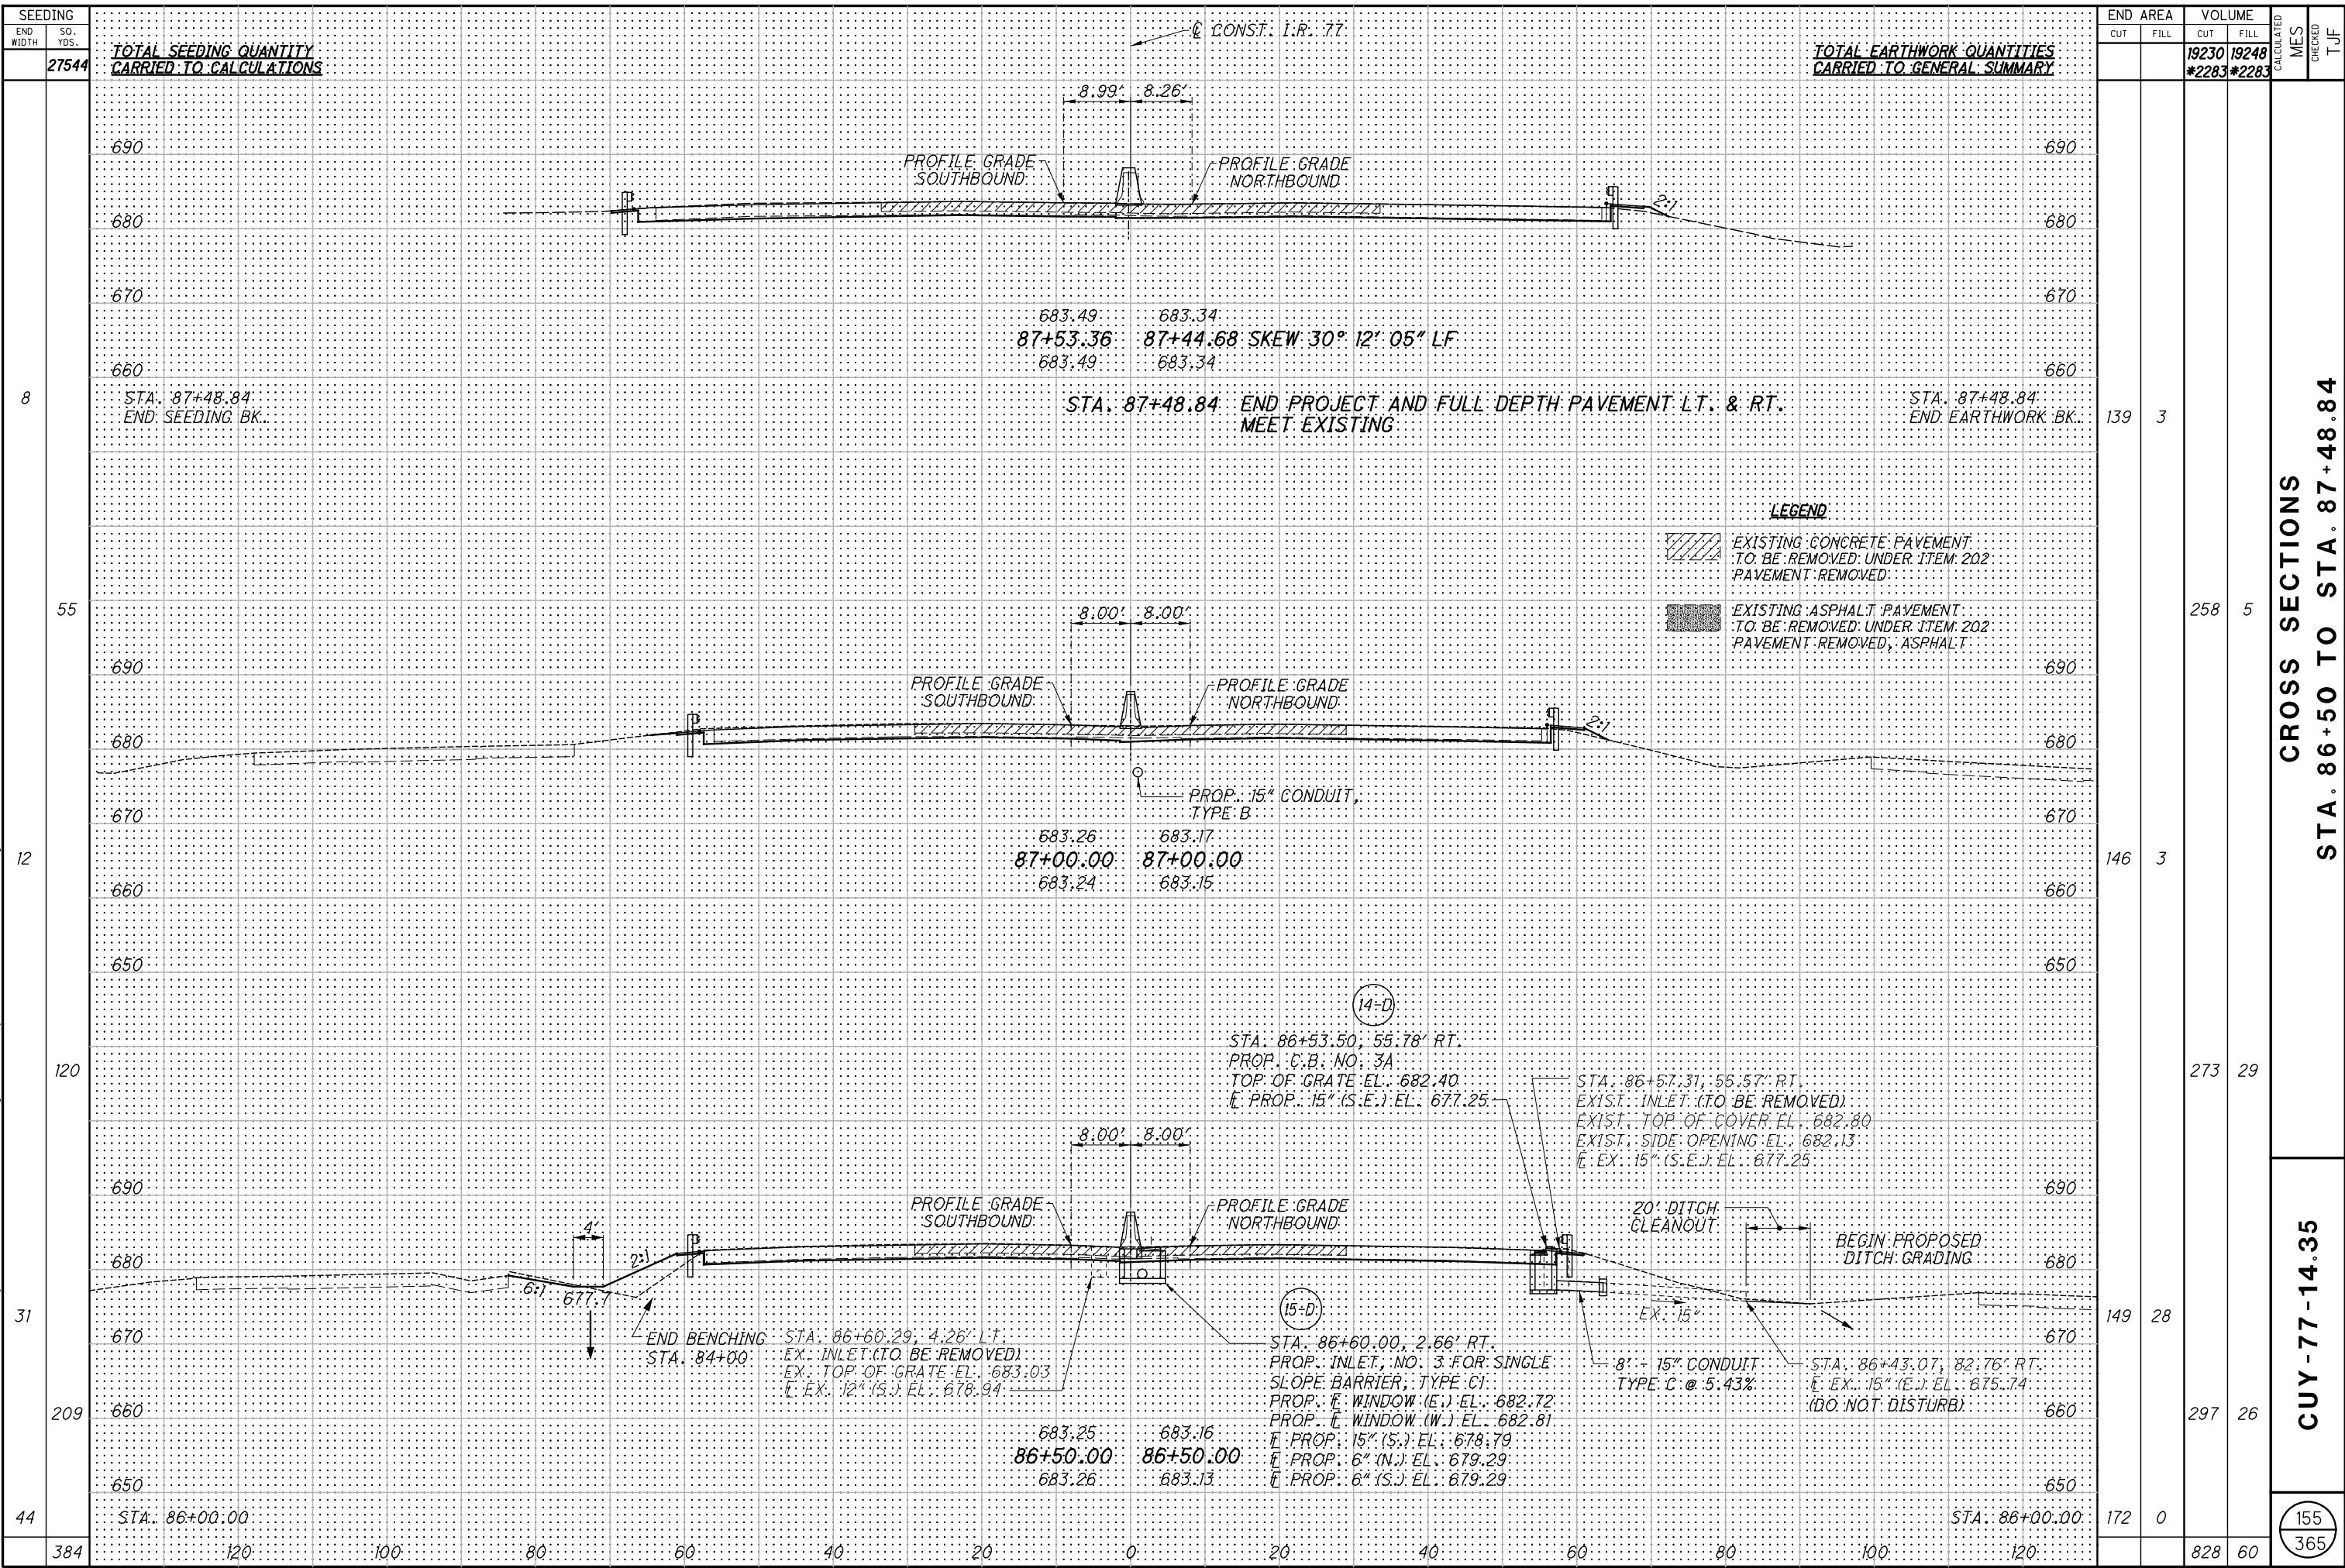 SEEDING
END WIDTH
SQ. YDS.
27544
TOTAL SEEDING QUANTITY
CARRIED TO CALCULATIONS
℄ CONST. I.R. 77
TOTAL EARTHWORK QUANTITIES
CARRIED TO GENERAL SUMMARY
END AREA
VOLUME
CUT FILL CUT FILL
19230 19248
*2283 *2283
CALCULATED
MES
CHECKED
TJF
8.99' 8.26'
690 690
PROFILE GRADE
SOUTHBOUND
PROFILE GRADE
NORTHBOUND
2:1
680 680
670 670
683.49 683.34
87+53.36 87+44.68 SKEW 30° 12' 05" LF
683.49 683.34
660 660
8
STA. 87+48.84
END SEEDING BK.
STA. 87+48.84 END PROJECT AND FULL DEPTH PAVEMENT LT. & RT.
MEET EXISTING
STA. 87+48.84
END EARTHWORK BK.
139 3
LEGEND
EXISTING CONCRETE PAVEMENT
TO BE REMOVED UNDER ITEM 202
PAVEMENT REMOVED
EXISTING ASPHALT PAVEMENT
TO BE REMOVED UNDER ITEM 202
PAVEMENT REMOVED, ASPHALT
55
258 5
8.00' 8.00'
690 690
PROFILE GRADE
SOUTHBOUND
PROFILE GRADE
NORTHBOUND
2:1
680 680
PROP. 15" CONDUIT,
TYPE B
670 670
683.26 683.17
87+00.00 87+00.00
683.24 683.15
12
146 3
660 660
650 650
14-D
STA. 86+53.50, 55.78' RT.
PROP. C.B. NO. 3A
TOP OF GRATE EL. 682.40
℄ PROP. 15" (S.E.) EL. 677.25
120
273 29
STA. 86+57.31, 55.57' RT.
EXIST. INLET (TO BE REMOVED)
EXIST. TOP OF COVER EL. 682.80
EXIST. SIDE OPENING EL. 682.13
℄ EX. 15" (S.E.) EL. 677.25
8.00' 8.00'
690 690
PROFILE GRADE
SOUTHBOUND
PROFILE GRADE
NORTHBOUND
20' DITCH
CLEANOUT
BEGIN PROPOSED
DITCH GRADING
4'
2:1
680 680
6:1
677.7
EX. 15"
31
149 28
670 670
END BENCHING
STA. 84+00
STA. 86+60.29, 4.26' LT.
EX. INLET (TO BE REMOVED)
EX. TOP OF GRATE EL. 683.03
℄ EX. 12" (S.) EL. 678.94
15-D
STA. 86+60.00, 2.66' RT.
PROP. INLET, NO. 3 FOR SINGLE
SLOPE BARRIER, TYPE C1
PROP. ℄ WINDOW (E.) EL. 682.72
PROP. ℄ WINDOW (W.) EL. 682.81
℄ PROP. 15" (S.) EL. 678.79
℄ PROP. 6" (N.) EL. 679.29
℄ PROP. 6" (S.) EL. 679.29
8' - 15" CONDUIT
TYPE C @ 5.43%
STA. 86+43.07, 82.76' RT.
℄ EX. 15" (E.) EL. 675.74
(DO NOT DISTURB)
209
297 26
660 660
683.25 683.16
86+50.00 86+50.00
683.26 683.13
650 650
44
STA. 86+00.00
STA. 86+00.00
172 0
384
120 100 80 60 40 20 0 20 40 60 80 100 120
828 60
CROSS SECTIONS
STA. 86+50 TO STA. 87+48.84
CUY-77-14.35
155
365